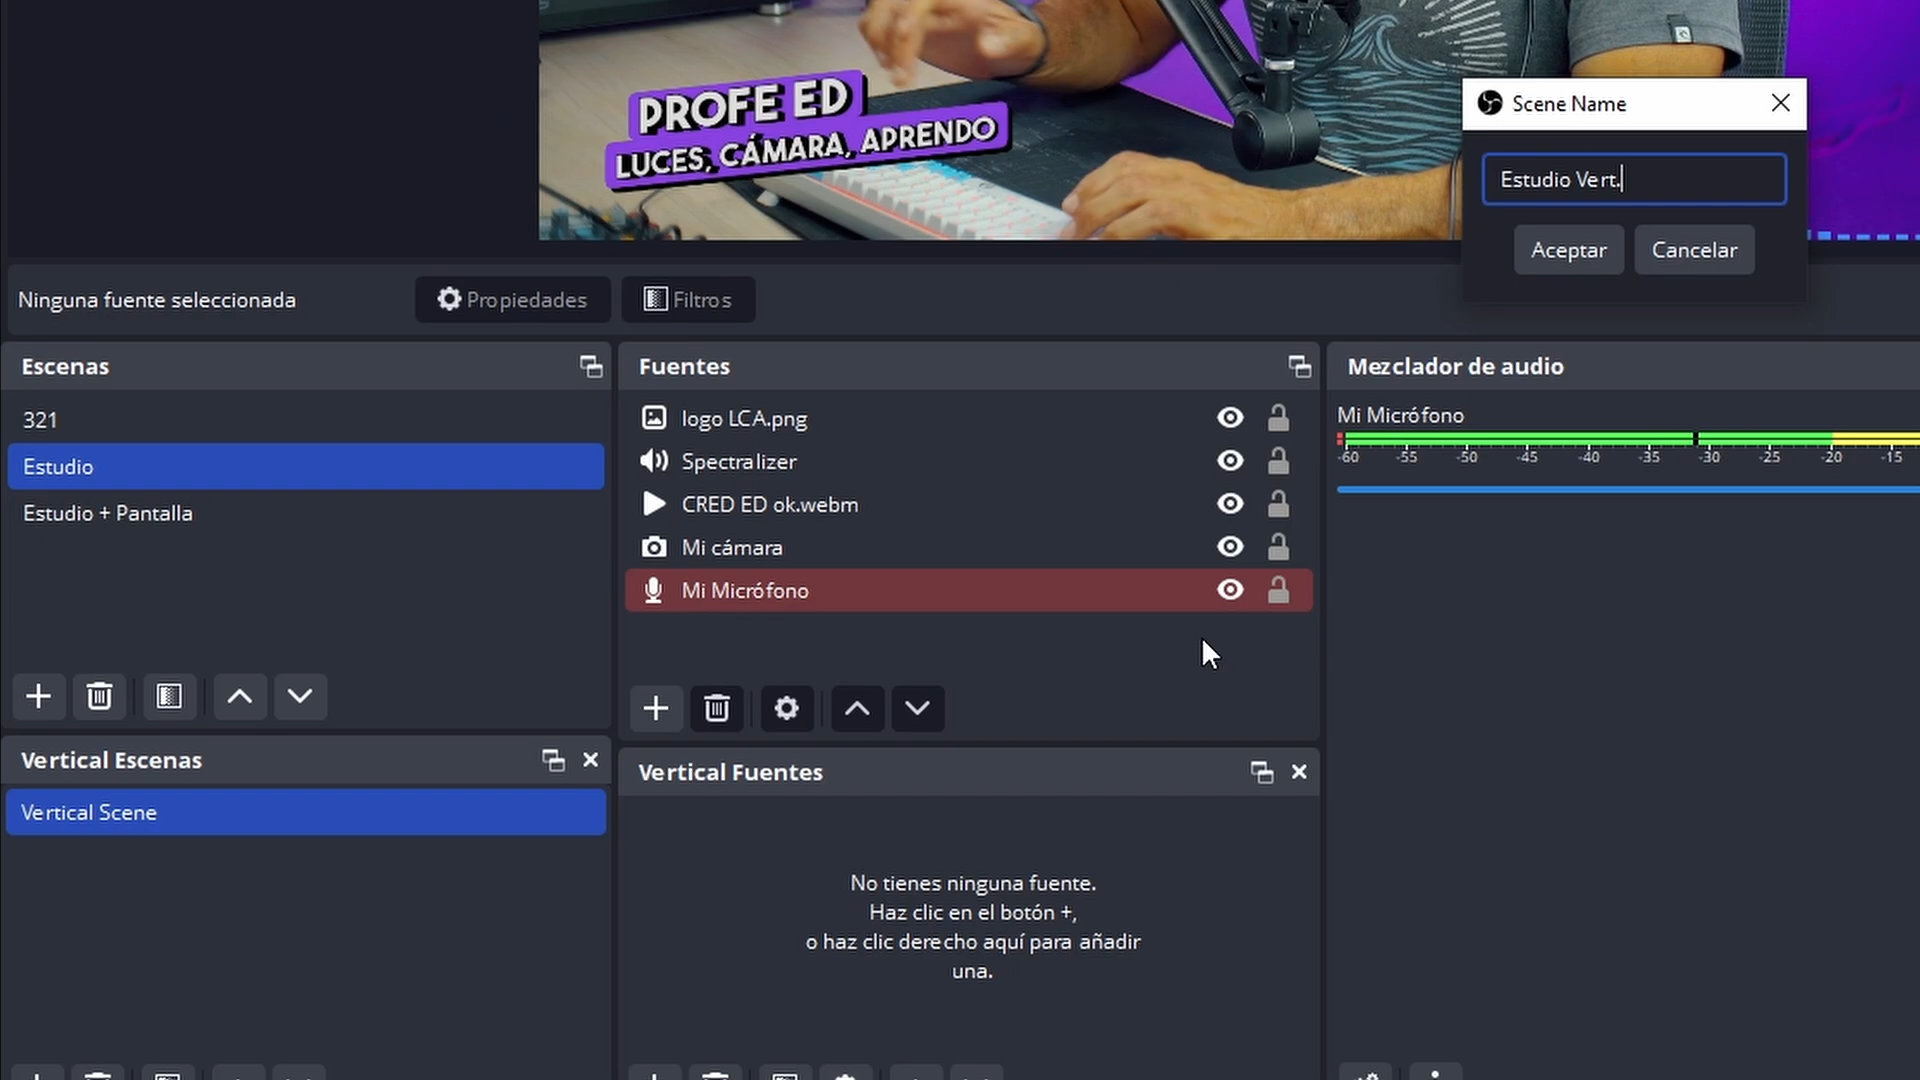 PROFE ED
LUCES, CÁMARA, APRENDO
Scene Name
Estudio Vert.
Aceptar
Cancelar
Ninguna fuente seleccionada
Propiedades
Filtros
Escenas
321
Estudio
Estudio + Pantalla
Fuentes
logo LCA.png
Spectralizer
CRED ED ok.webm
Mi cámara
Mi Micrófono
Mezclador de audio
Mi Micrófono
-60 -55 -50 -45 -40 -35 -30 -25 -20 -15
Vertical Escenas
Vertical Scene
Vertical Fuentes
No tienes ninguna fuente.
Haz clic en el botón +,
o haz clic derecho aquí para añadir
una.